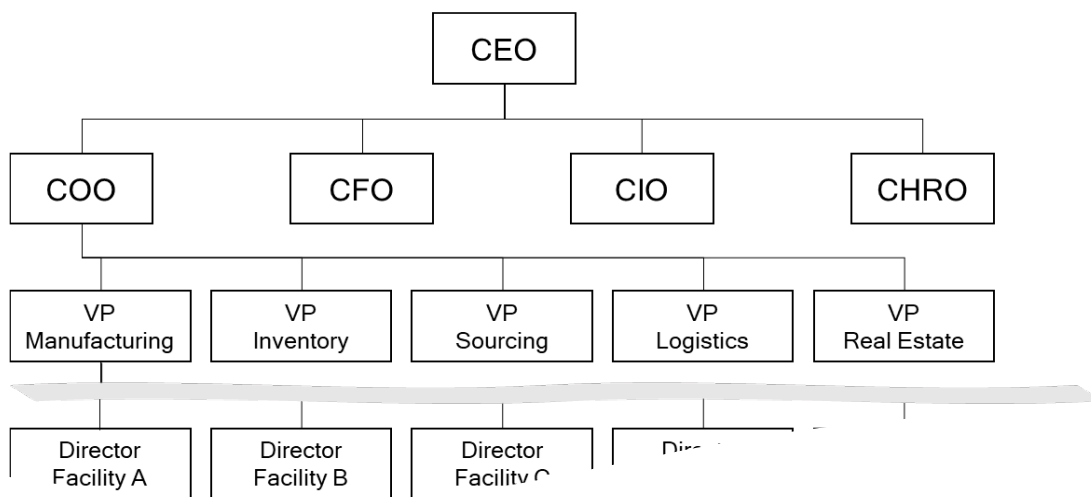 CEO
COO
CFO
CIO
CHRO
VP
Manufacturing
VP
Inventory
VP
Sourcing
VP
Logistics
VP
Real Estate
Director
Facility A
Director
Facility B
Director
Facility